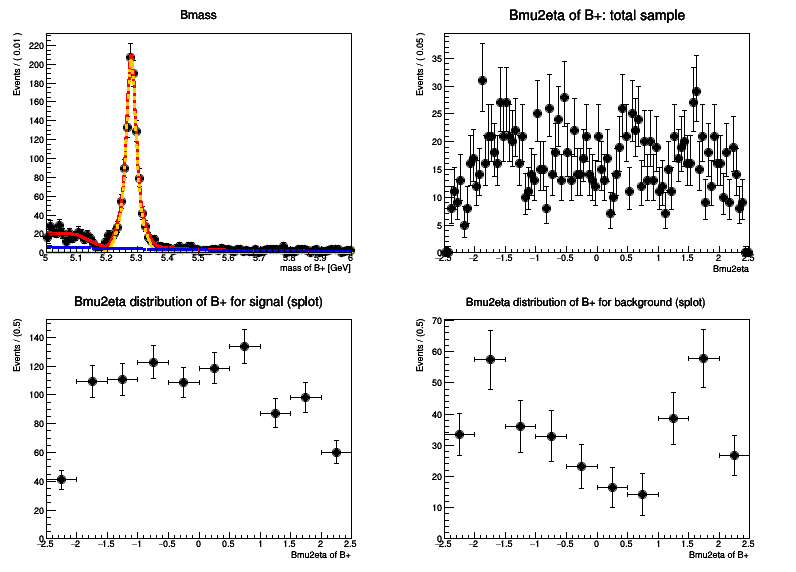 Bmass
Events / ( 0.01 )
220
200
180
160
140
120
100
80
60
40
20
0
5 5.1 5.2 5.3 5.4 5.5 5.6 5.7 5.8 5.9 6
mass of B+ [GeV]
Bmu2eta of B+: total sample
Events / ( 0.05 )
35
30
25
20
15
10
5
0
-2.5 -2 -1.5 -1 -0.5 0 0.5 1 1.5 2 2.5
Bmu2eta
Bmu2eta distribution of B+ for signal (splot)
Events / (0.5)
140
120
100
80
60
40
20
0
-2.5 -2 -1.5 -1 -0.5 0 0.5 1 1.5 2 2.5
Bmu2eta of B+
Bmu2eta distribution of B+ for background (splot)
Events / (0.5)
70
60
50
40
30
20
10
0
-2.5 -2 -1.5 -1 -0.5 0 0.5 1 1.5 2 2.5
Bmu2eta of B+